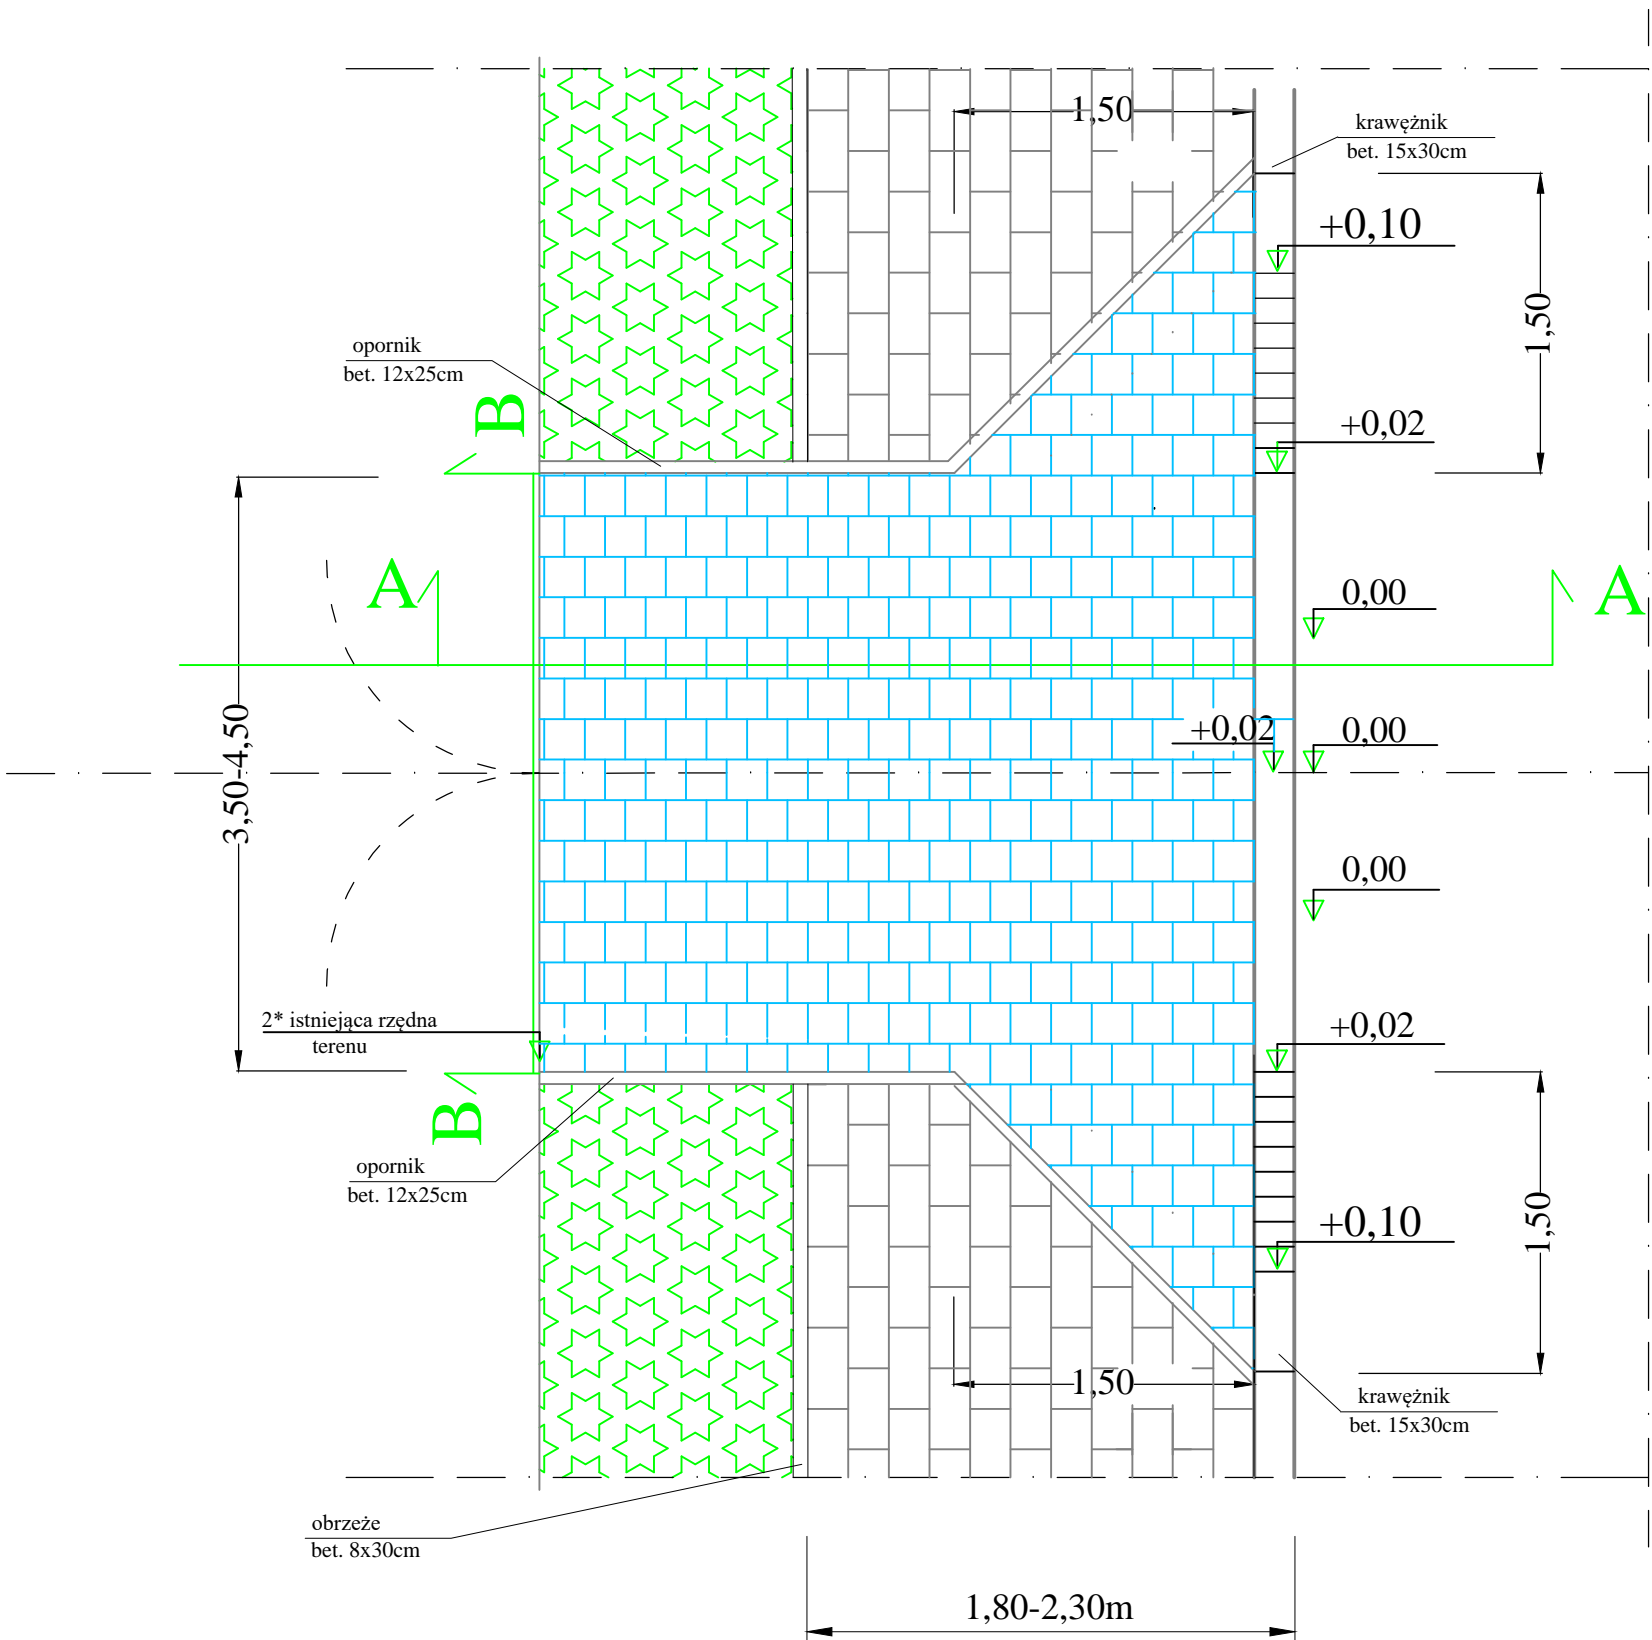 1,50
krawężnik
bet. 15x30cm
+0,10
1,50
opornik
bet. 12x25cm
B
+0,02
A
0,00
A
3,50-4,50
+0,02
0,00
0,00
2* istniejąca rzędna
terenu
+0,02
B
opornik
bet. 12x25cm
+0,10
1,50
1,50
krawężnik
bet. 15x30cm
obrzeże
bet. 8x30cm
1,80-2,30m